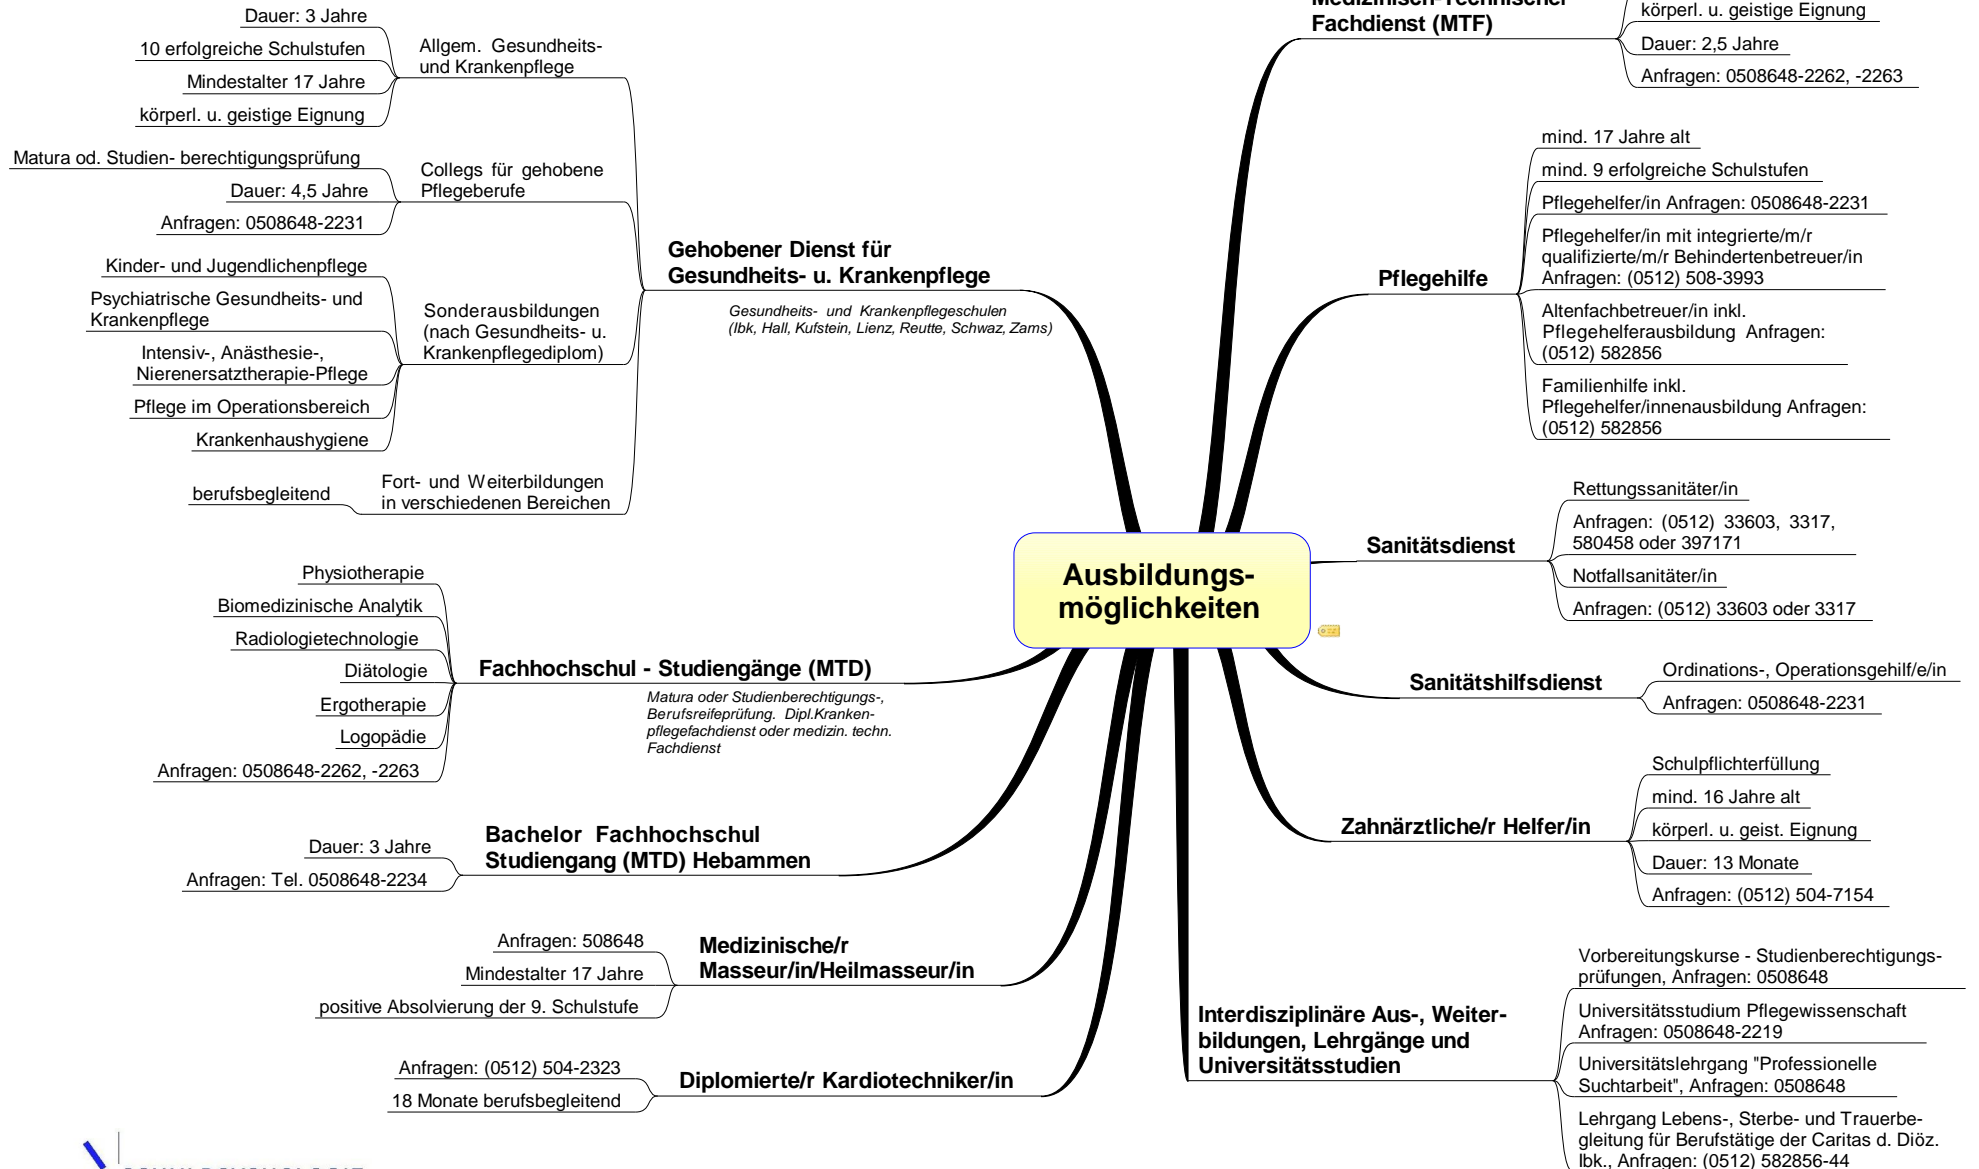 Dauer: 3 Jahre
10 erfolgreiche Schulstufen
Mindestalter 17 Jahre
körperl. u. geistige Eignung
Allgem. Gesundheits-
und Krankenpflege
Matura od. Studien- berechtigungsprüfung
Dauer: 4,5 Jahre
Anfragen: 0508648-2231
Collegs für gehobene
Pflegeberufe
Kinder- und Jugendlichenpflege
Psychiatrische Gesundheits- und
Krankenpflege
Intensiv-, Anästhesie-,
Nierenersatztherapie-Pflege
Pflege im Operationsbereich
Krankenhaushygiene
Sonderausbildungen
(nach Gesundheits- u.
Krankenpflegediplom)
berufsbegleitend
Fort- und Weiterbildungen
in verschiedenen Bereichen
Gehobener Dienst für
Gesundheits- u. Krankenpflege
Gesundheits- und Krankenpflegeschulen
(Ibk, Hall, Kufstein, Lienz, Reutte, Schwaz, Zams)
Physiotherapie
Biomedizinische Analytik
Radiologietechnologie
Diätologie
Ergotherapie
Logopädie
Anfragen: 0508648-2262, -2263
Fachhochschul - Studiengänge (MTD)
Matura oder Studienberechtigungs-,
Berufsreifeprüfung. Dipl.Kranken-
pflegefachdienst oder medizin. techn.
Fachdienst
Dauer: 3 Jahre
Anfragen: Tel. 0508648-2234
Bachelor Fachhochschul
Studiengang (MTD) Hebammen
Anfragen: 508648
Mindestalter 17 Jahre
positive Absolvierung der 9. Schulstufe
Medizinische/r
Masseur/in/Heilmasseur/in
Anfragen: (0512) 504-2323
18 Monate berufsbegleitend
Diplomierte/r Kardiotechniker/in
Ausbildungs-
möglichkeiten
Medizinisch-Technischer
Fachdienst (MTF)
körperl. u. geistige Eignung
Dauer: 2,5 Jahre
Anfragen: 0508648-2262, -2263
Pflegehilfe
mind. 17 Jahre alt
mind. 9 erfolgreiche Schulstufen
Pflegehelfer/in Anfragen: 0508648-2231
Pflegehelfer/in mit integrierte/m/r
qualifizierte/m/r Behindertenbetreuer/in
Anfragen: (0512) 508-3993
Altenfachbetreuer/in inkl.
Pflegehelferausbildung Anfragen:
(0512) 582856
Familienhilfe inkl.
Pflegehelfer/innenausbildung Anfragen:
(0512) 582856
Sanitätsdienst
Rettungssanitäter/in
Anfragen: (0512) 33603, 3317,
580458 oder 397171
Notfallsanitäter/in
Anfragen: (0512) 33603 oder 3317
Sanitätshilfsdienst
Ordinations-, Operationsgehilf/e/in
Anfragen: 0508648-2231
Zahnärztliche/r Helfer/in
Schulpflichterfüllung
mind. 16 Jahre alt
körperl. u. geist. Eignung
Dauer: 13 Monate
Anfragen: (0512) 504-7154
Interdisziplinäre Aus-, Weiter-
bildungen, Lehrgänge und
Universitätsstudien
Vorbereitungskurse - Studienberechtigungs-
prüfungen, Anfragen: 0508648
Universitätsstudium Pflegewissenschaft
Anfragen: 0508648-2219
Universitätslehrgang "Professionelle
Suchtarbeit", Anfragen: 0508648
Lehrgang Lebens-, Sterbe- und Trauerbe-
gleitung für Berufstätige der Caritas d. Diöz.
Ibk., Anfragen: (0512) 582856-44